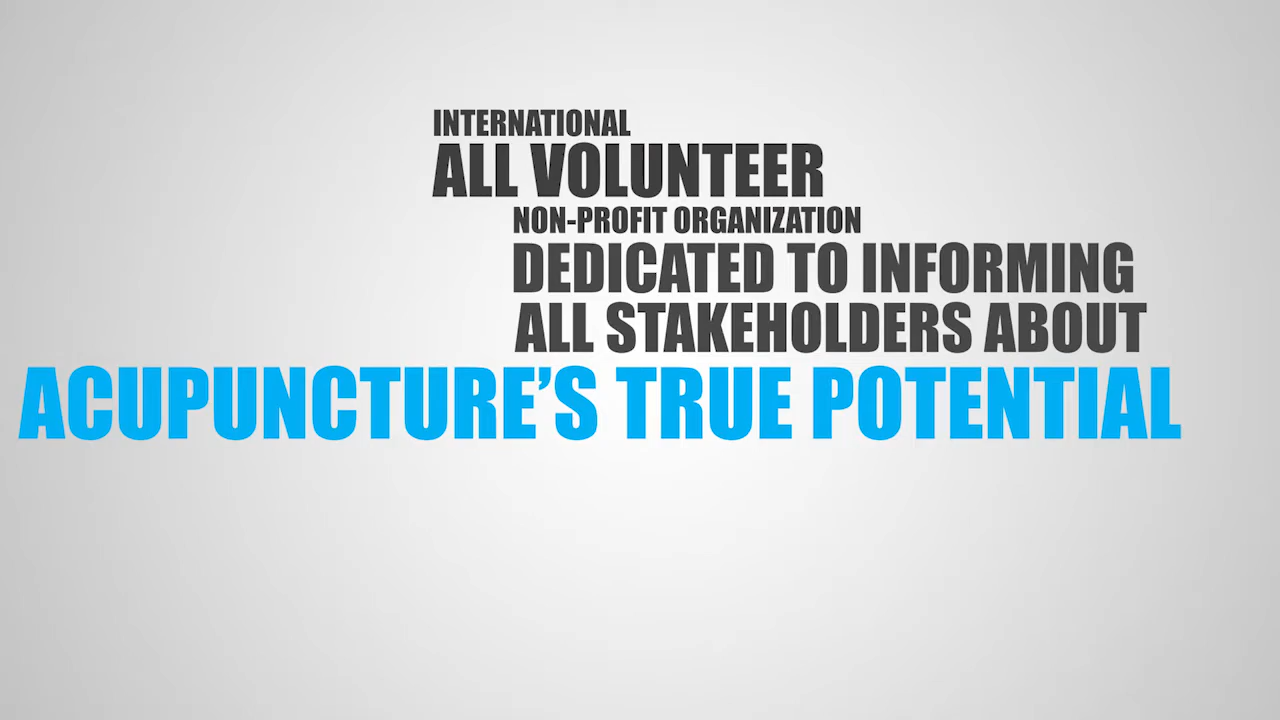 INTERNATIONAL
ALL VOLUNTEER
NON-PROFIT ORGANIZATION
DEDICATED TO INFORMING
ALL STAKEHOLDERS ABOUT
ACUPUNCTURE’S TRUE POTENTIAL